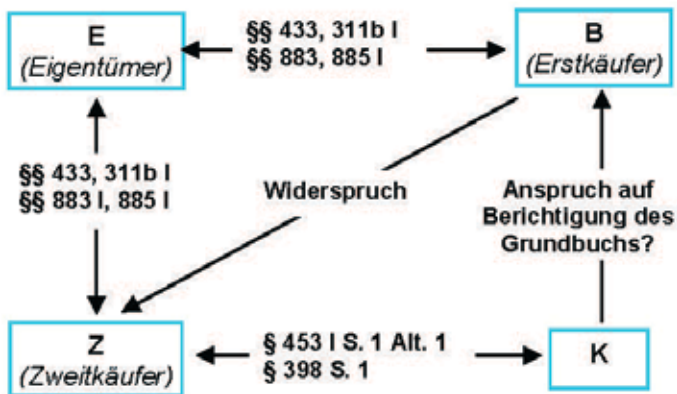 E
(Eigentümer)
§§ 433, 311b I
§§ 883, 885 I
B
(Erstkäufer)
§§ 433, 311b I
§§ 883 I, 885 I
Widerspruch
Anspruch auf
Berichtigung des
Grundbuchs?
Z
(Zweitkäufer)
§ 453 I S. 1 Alt. 1
§ 398 S. 1
K